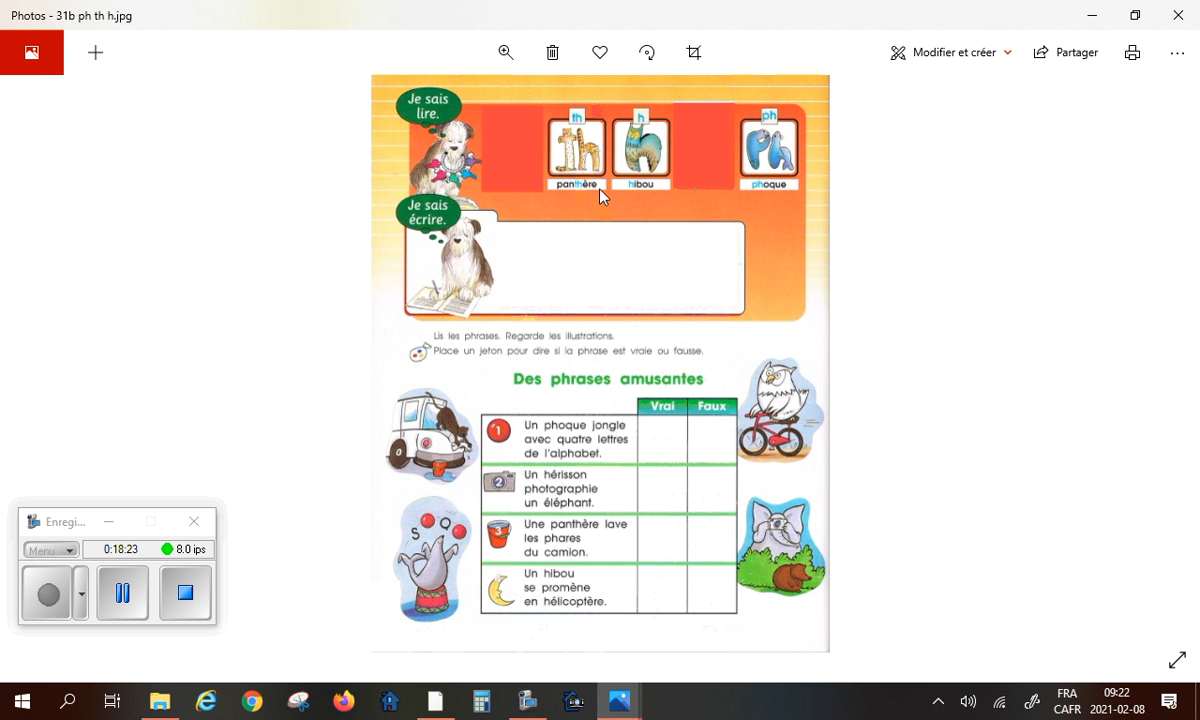 Photos - 31b ph th h.jpg
Modifier et créer
Partager
Je sais
lire.
th
h
ph
Th
h
Ph
panthère
hibou
phoque
Je sais
écrire.
Lis les phrases. Regarde les illustrations.
Place un jeton pour dire si la phrase est vraie ou fausse.
Des phrases amusantes
Vrai
Faux
1
Un phoque jongle
avec quatre lettres
de l'alphabet.
2
Un hérisson
photographie
un éléphant.
3
Une panthère lave
les phares
du camion.
Un hibou
se promène
en hélicoptère.
S
Q
Enregi...
Menu
0:18:23
8.0 ips
FRA
CAFR
09:22
2021-02-08